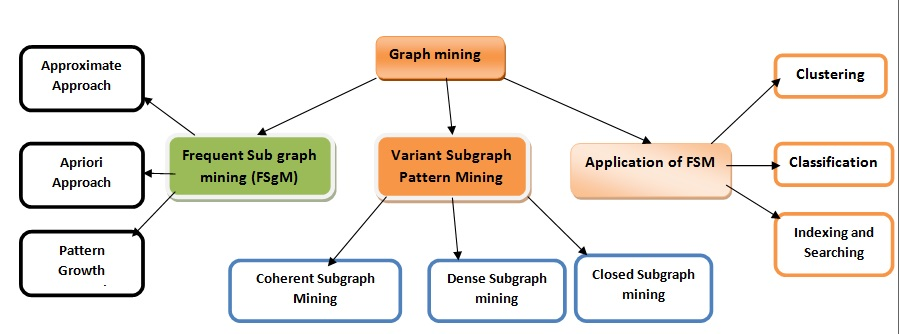 Graph mining
Approximate
Approach
Apriori
Approach
Pattern
Growth
.
Frequent Sub graph
mining (FSgM)
Variant Subgraph
Pattern Mining
Application of FSM
Clustering
Classification
Indexing and
Searching
Coherent Subgraph
Mining
Dense Subgraph
mining
Closed Subgraph
mining